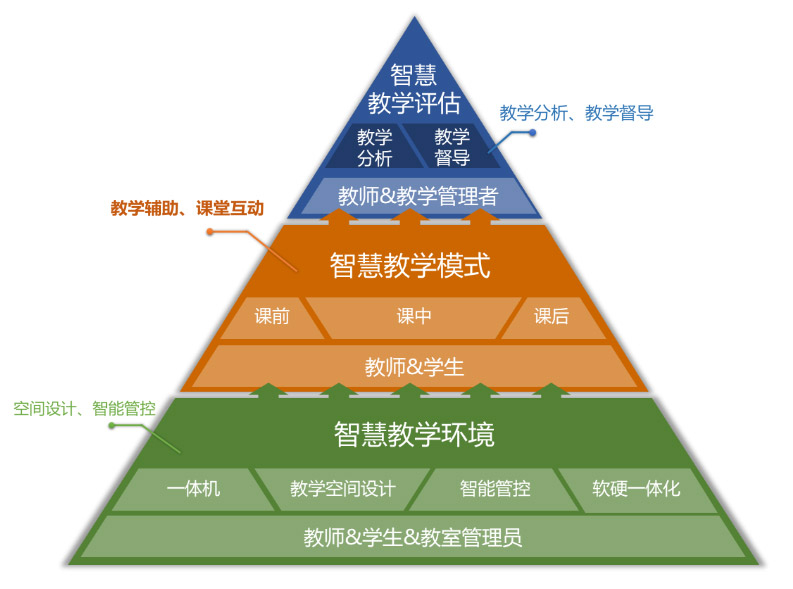 智慧
教学评估
教学分析、教学督导
教学
分析
教学
督导
教师&教学管理者
教学辅助、课堂互动
智慧教学模式
课前
课中
课后
教师&学生
空间设计、智能管控
智慧教学环境
一体机
教学空间设计
智能管控
软硬一体化
教师&学生&教室管理员